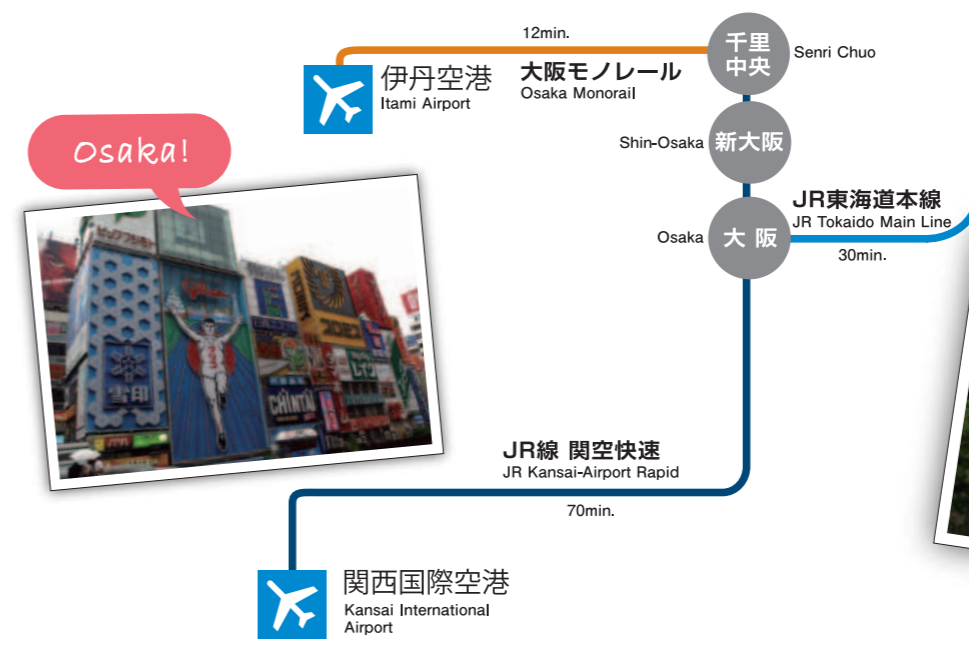 12min.
千里
中央
Senri Chuo
伊丹空港
Itami Airport
大阪モノレール
Osaka Monorail
Shin-Osaka
新大阪
Osaka!
JR東海道本線
JR Tokaido Main Line
30min.
Osaka
大 阪
雪印
CHINTAI
JR線 関空快速
JR Kansai-Airport Rapid
70min.
関西国際空港
Kansai International
Airport